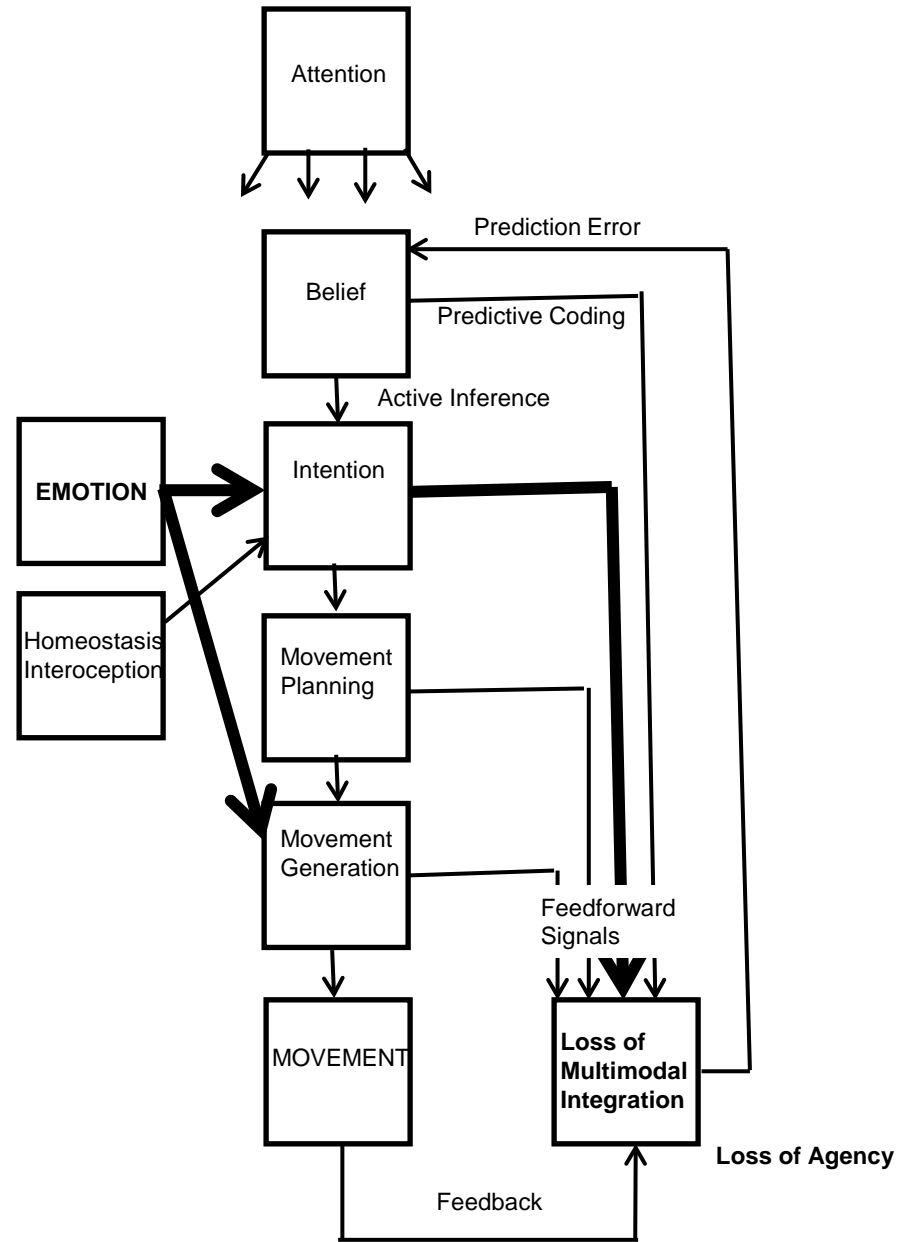 Attention
Prediction Error
Belief
Predictive Coding
Active Inference
EMOTION
Intention
Homeostasis
Interoception
Movement
Planning
Movement
Generation
Feedforward
Signals
MOVEMENT
Loss of
Multimodal
Integration
Loss of Agency
Feedback